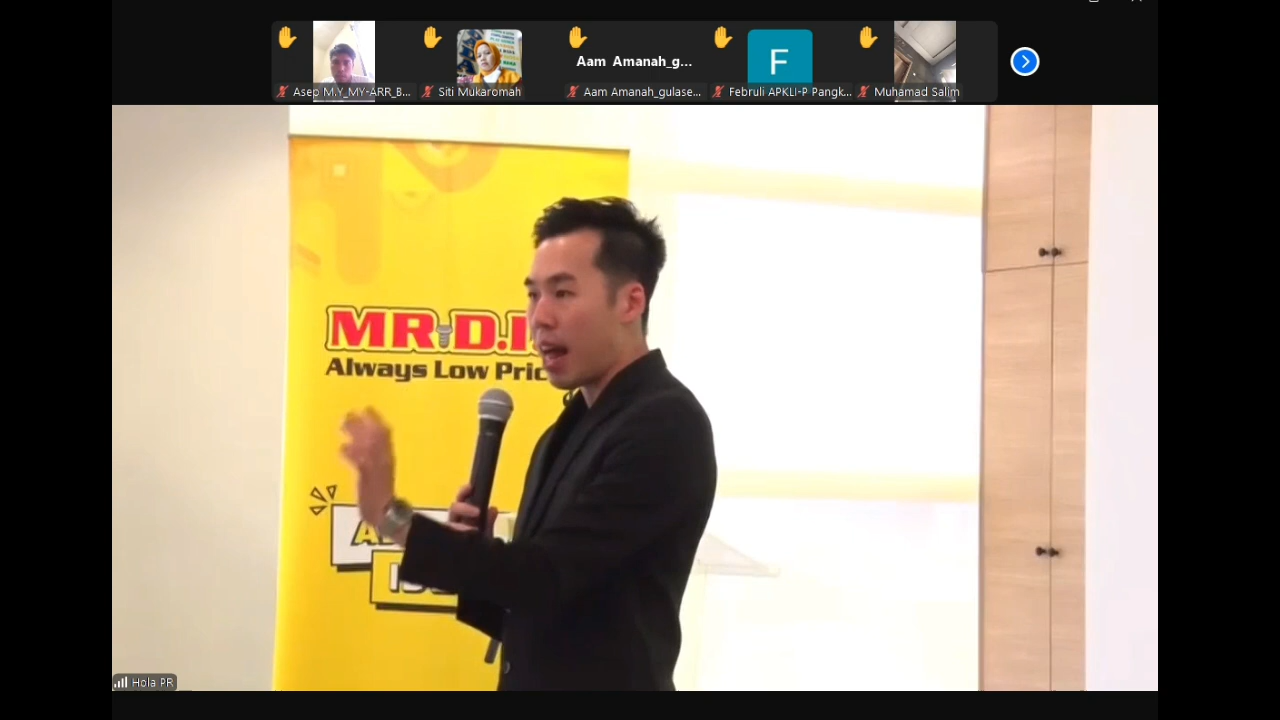 Aam Amanah_g...
F
Asep M.Y_MY-ARR_B...
Siti Mukaromah
Aam Amanah_gulase...
Februli APKLI-P Pangk...
Muhamad Salim
MR D.I
Always Low Pric
Hola PR